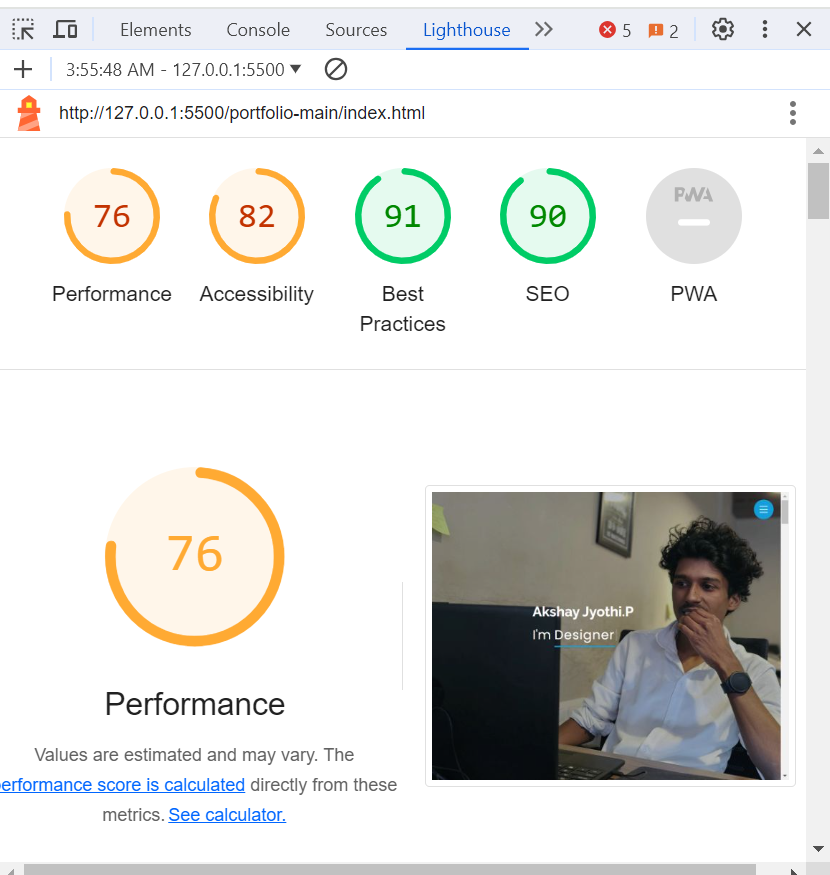 Elements Console Sources Lighthouse 5 2
3:55:48 AM - 127.0.0.1:5500
http://127.0.0.1:5500/portfolio-main/index.html
76 82 91 90 PWA
Performance Accessibility Best Practices SEO PWA
76
Akshay Jyothi.P
I'm Designer
Performance
Values are estimated and may vary. The
erformance score is calculated directly from these
metrics. See calculator.